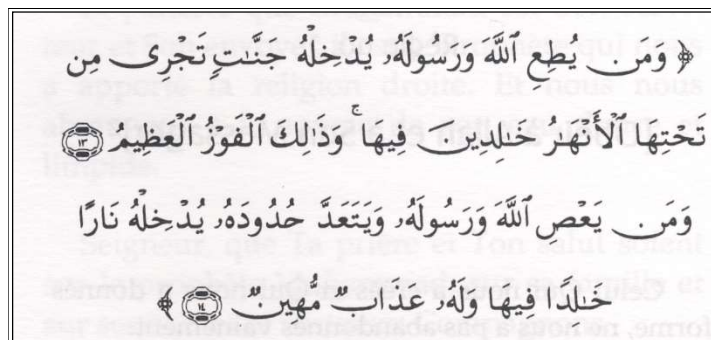 ﴿ وَمَن يُطِعِ ٱللَّهَ وَرَسُولَهُۥ يُدْخِلْهُ جَنَّـٰتٍ تَجْرِى مِن
تَحْتِهَا ٱلْأَنْهَـٰرُ خَـٰلِدِينَ فِيهَا ۚ وَذَٰلِكَ ٱلْفَوْزُ ٱلْعَظِيمُ ١٣
وَمَن يَعْصِ ٱللَّهَ وَرَسُولَهُۥ وَيَتَعَدَّ حُدُودَهُۥ يُدْخِلْهُ نَارًا
خَـٰلِدًا فِيهَا وَلَهُۥ عَذَابٌ مُّهِينٌ ١٤ ﴾